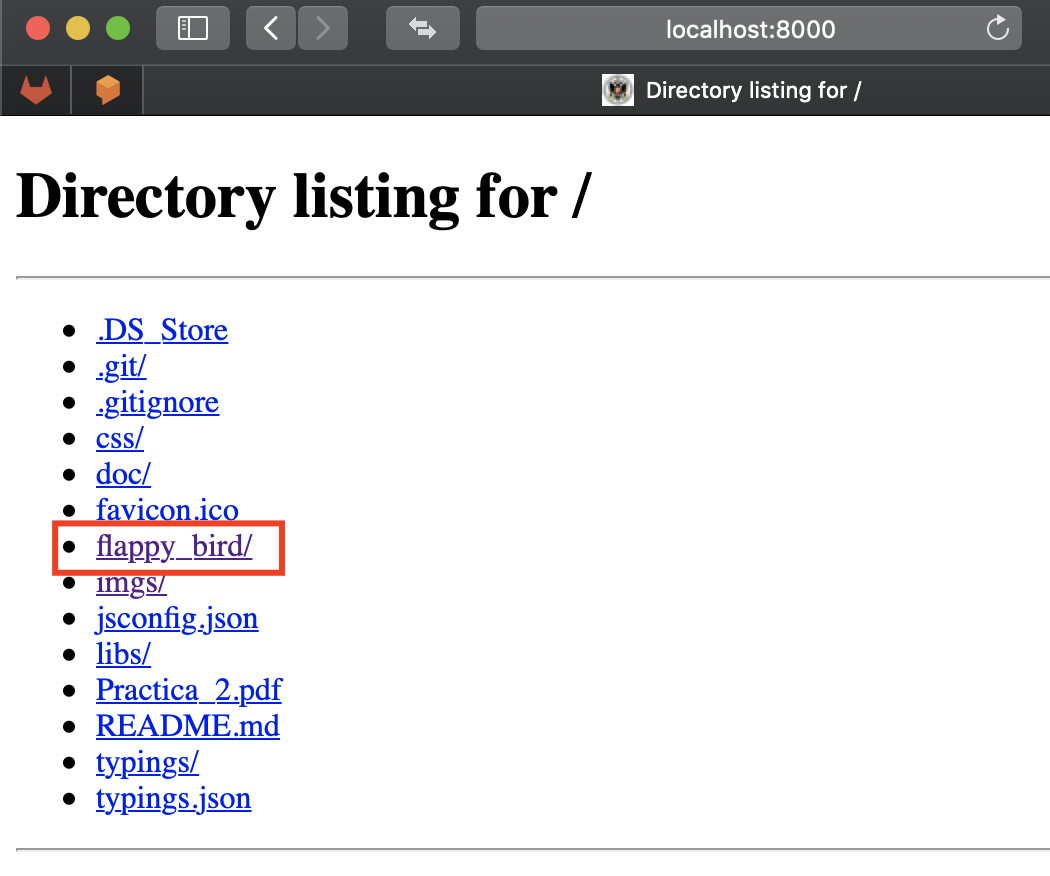 localhost:8000
Directory listing for /
Directory listing for /
.DS_Store
.git/
.gitignore
css/
doc/
favicon.ico
flappy_bird/
imgs/
jsconfig.json
libs/
Practica_2.pdf
README.md
typings/
typings.json